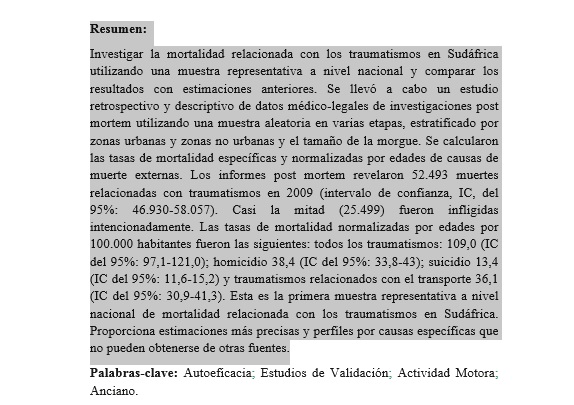 Resumen:
Investigar la mortalidad relacionada con los traumatismos en Sudáfrica
utilizando una muestra representativa a nivel nacional y comparar los
resultados con estimaciones anteriores. Se llevó a cabo un estudio
retrospectivo y descriptivo de datos médico-legales de investigaciones post
mortem utilizando una muestra aleatoria en varias etapas, estratificado por
zonas urbanas y zonas no urbanas y el tamaño de la morgue. Se calcularon
las tasas de mortalidad específicas y normalizadas por edades de causas de
muerte externas. Los informes post mortem revelaron 52.493 muertes
relacionadas con traumatismos en 2009 (intervalo de confianza, IC, del
95%: 46.930-58.057). Casi la mitad (25.499) fueron infligidas
intencionadamente. Las tasas de mortalidad normalizadas por edades por
100.000 habitantes fueron las siguientes: todos los traumatismos: 109,0 (IC
del 95%: 97,1-121,0); homicidio 38,4 (IC del 95%: 33,8-43); suicidio 13,4
(IC del 95%: 11,6-15,2) y traumatismos relacionados con el transporte 36,1
(IC del 95%: 30,9-41,3). Esta es la primera muestra representativa a nivel
nacional de mortalidad relacionada con los traumatismos en Sudáfrica.
Proporciona estimaciones más precisas y perfiles por causas específicas que
no pueden obtenerse de otras fuentes.
Palabras-clave: Autoeficacia; Estudios de Validación; Actividad Motora;
Anciano.